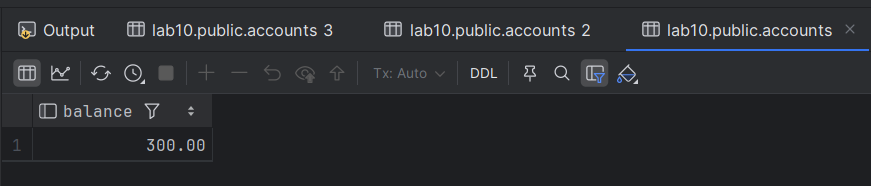 Output lab10.public.accounts 3 lab10.public.accounts 2 lab10.public.accounts
Tx: Auto DDL
balance
1 300.00